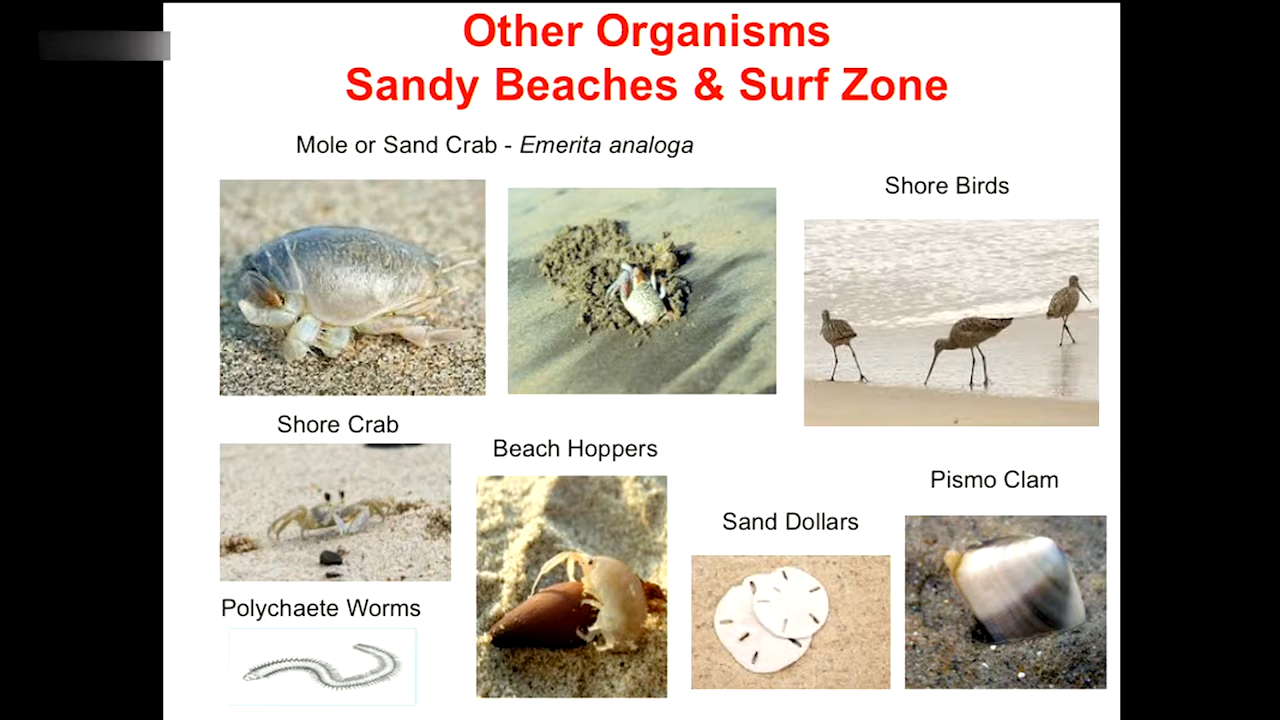 Other Organisms
Sandy Beaches & Surf Zone
Mole or Sand Crab - Emerita analoga
Shore Birds
Shore Crab
Beach Hoppers
Pismo Clam
Sand Dollars
Polychaete Worms